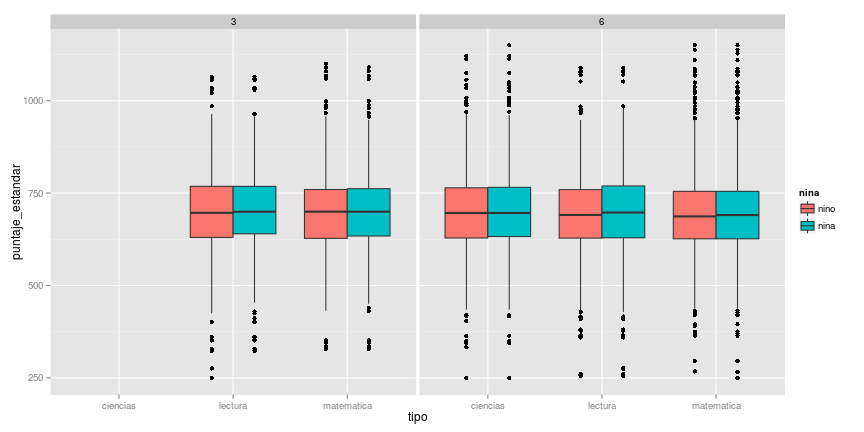 3
6
1000
750
500
250
puntaje_estandar
ciencias
lectura
matematica
ciencias
lectura
matematica
tipo
nina
nino
nina